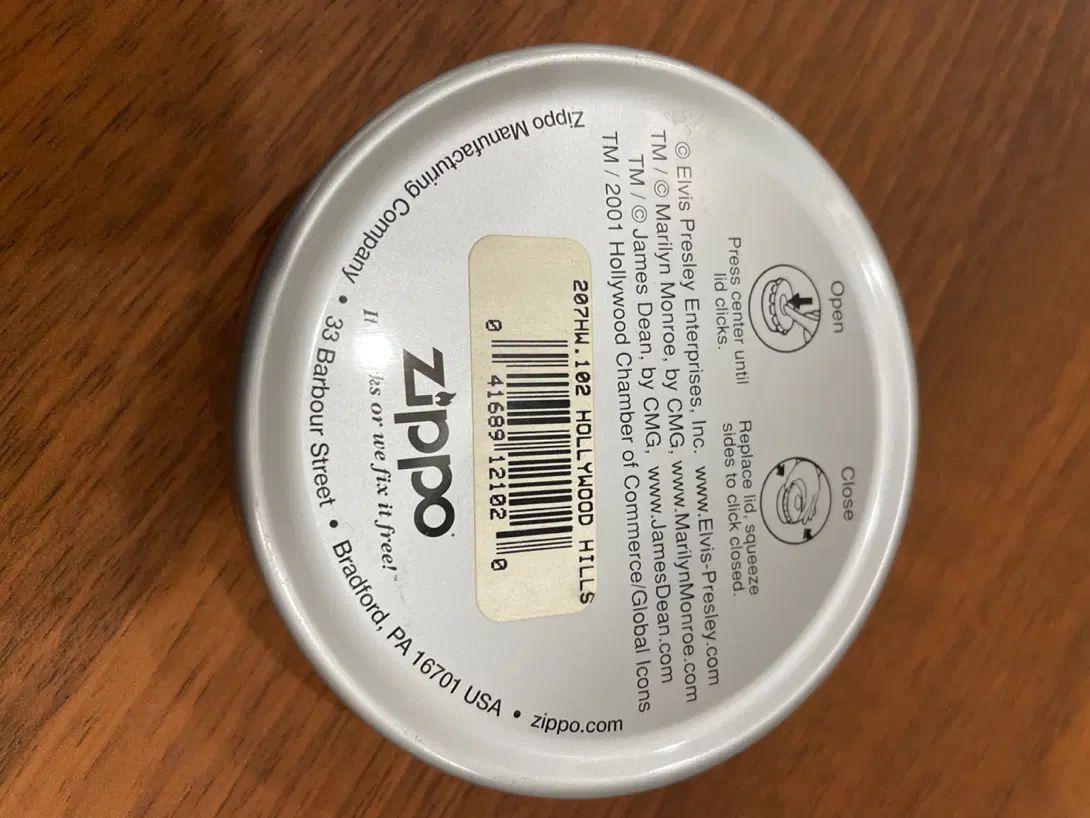 Open
Press center until
lid clicks.
Close
Replace lid, squeeze
sides to click closed.
© Elvis Presley Enterprises, Inc. www.Elvis-Presley.com
TM / © Marilyn Monroe, by CMG, www.MarilynMonroe.com
TM / © James Dean, by CMG, www.JamesDean.com
TM / 2001 Hollywood Chamber of Commerce/Global Icons
207HW.102 HOLLYWOOD HILLS
0 41689 12102 0
zippo
It ks or we fix it free!™
Zippo Manufacturing Company • 33 Barbour Street • Bradford, PA 16701 USA • zippo.com